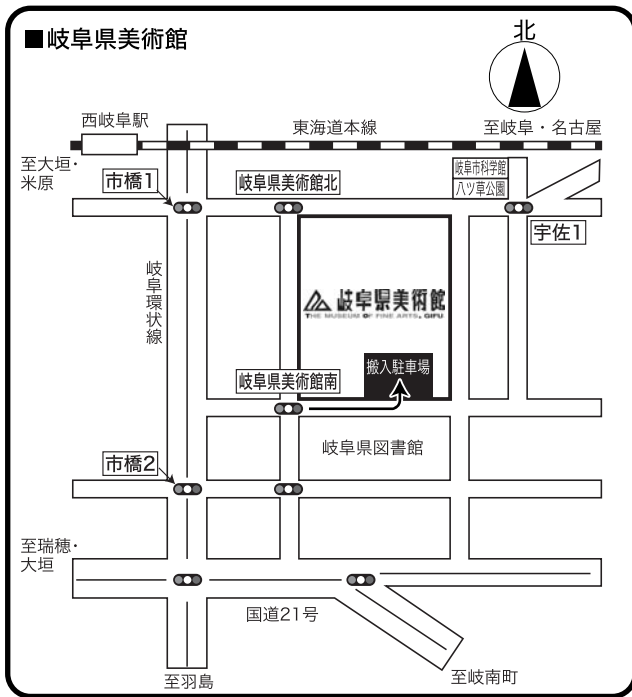 ■岐阜県美術館
北
西岐阜駅
東海道本線
至岐阜・名古屋
至大垣・
米原
市橋1
岐阜県美術館北
岐阜市科学館
八ツ草公園
宇佐1
岐阜環状線
岐阜県美術館
THE MUSEUM OF FINE ARTS, GIFU
搬入駐車場
岐阜県美術館南
岐阜県図書館
市橋2
至瑞穂・
大垣
国道21号
至羽島
至岐南町